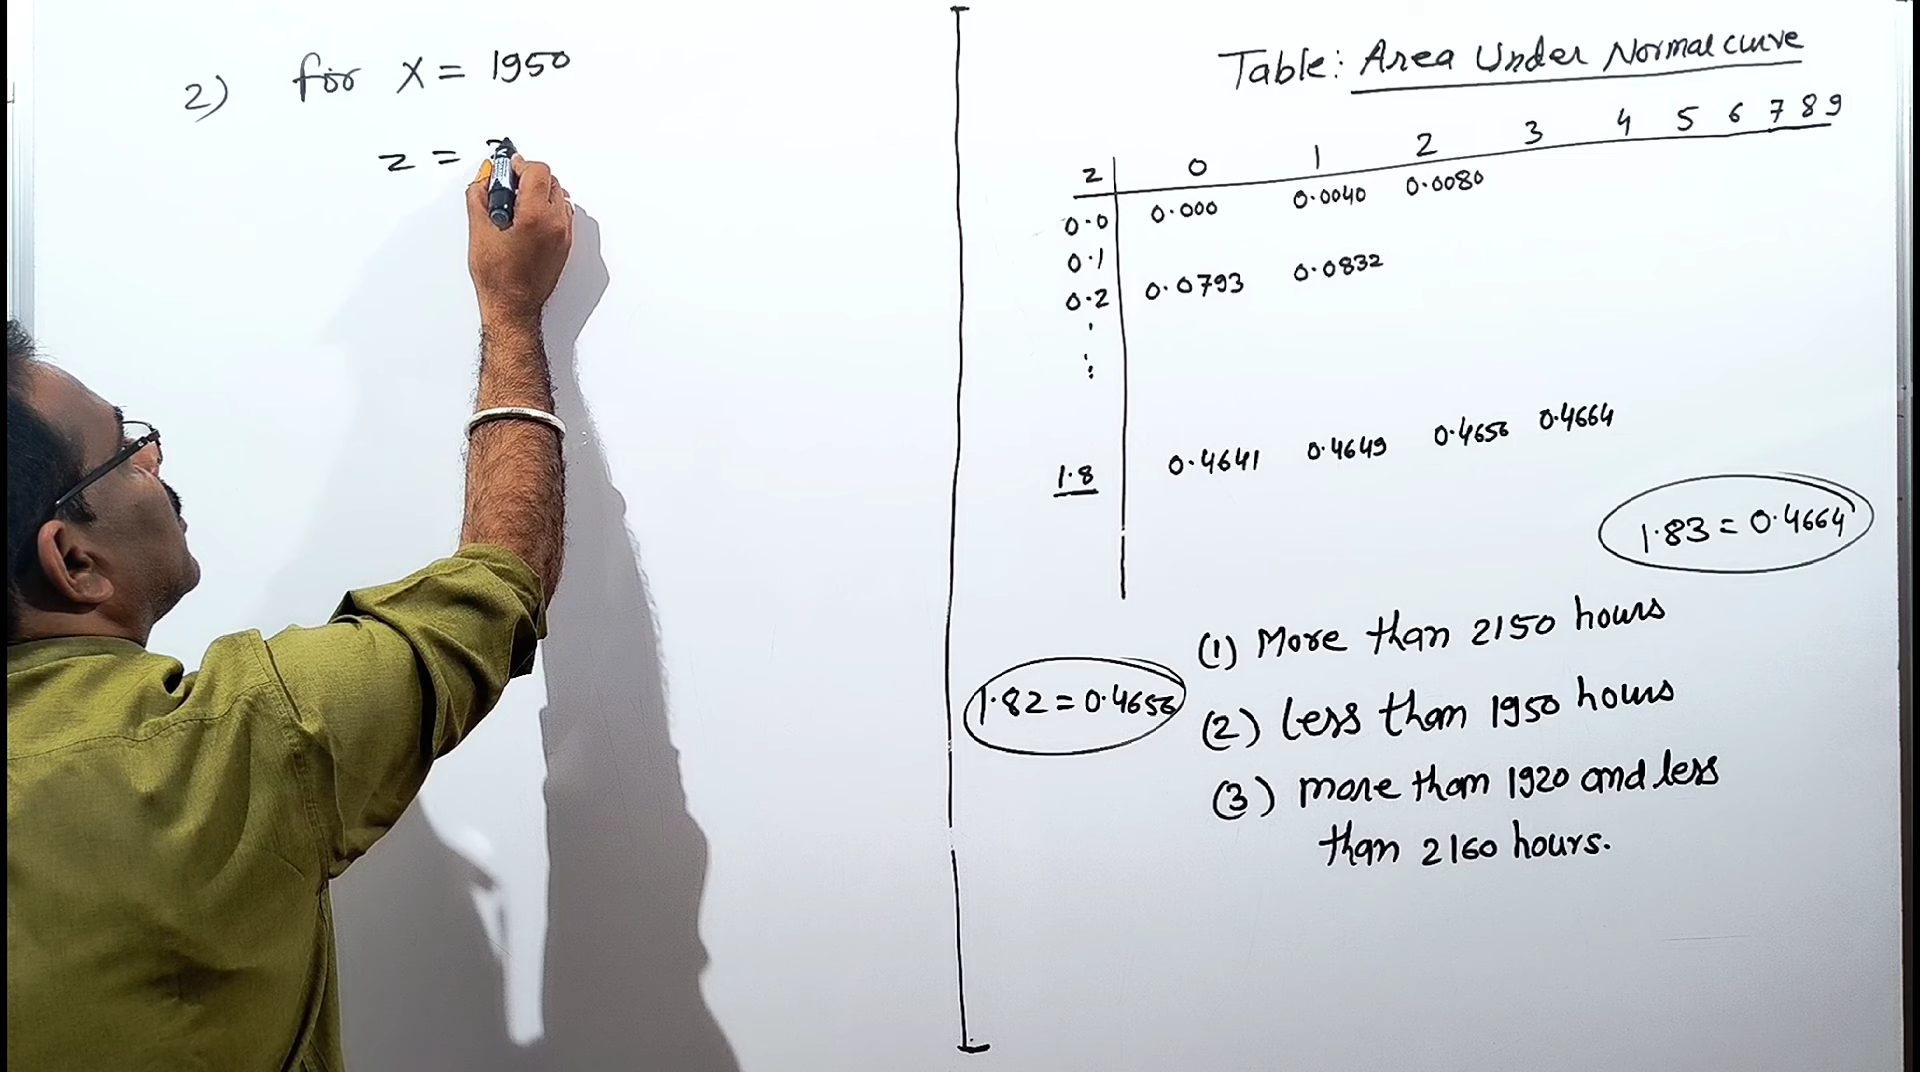 2) for X = 1950
z =
Table: Area Under Normal curve
z 0 1 2 3 4 5 6 7 8 9
0.0 0.000 0.0040 0.0080
0.1
0.2 0.0793 0.0832
1.8 0.4641 0.4649 0.4656 0.4664
1.83 = 0.4664
1.82 = 0.4656
(1) More than 2150 hours
(2) less than 1950 hours
(3) more than 1920 and less
than 2160 hours.